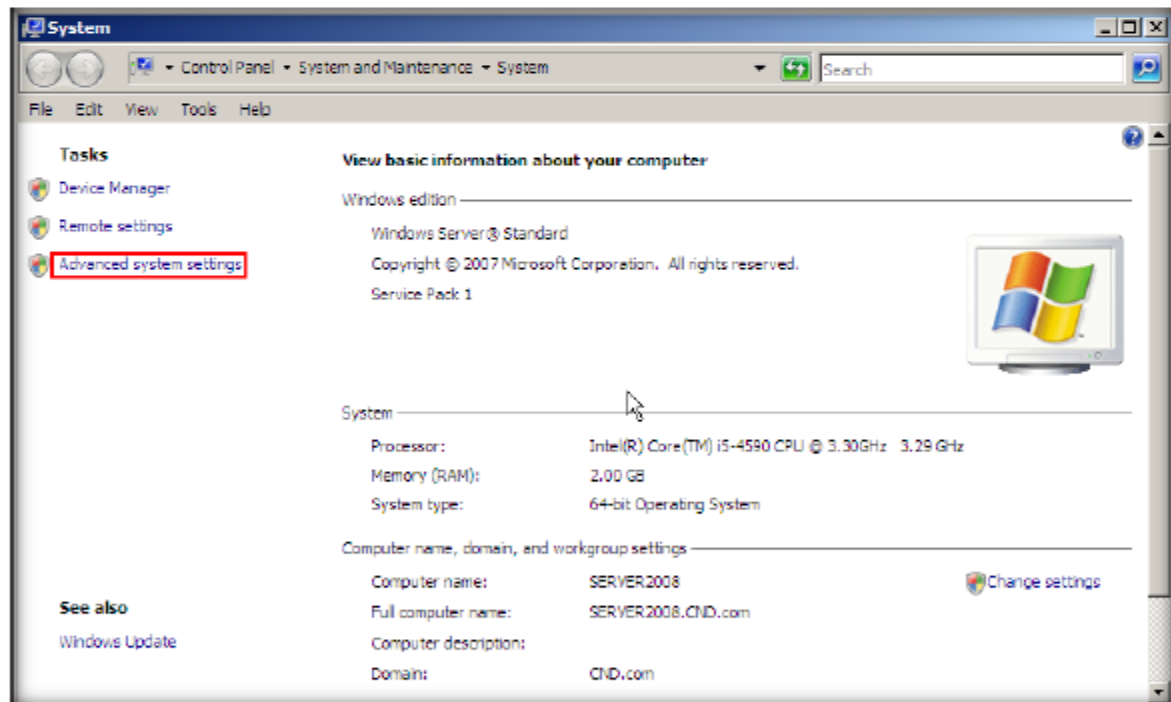 System
Control Panel System and Maintenance System
Search
File Edit View Tools Help
Tasks
Device Manager
Remote settings
Advanced system settings
See also
Windows Update
View basic information about your computer
Windows edition
Windows Server® Standard
Copyright © 2007 Microsoft Corporation. All rights reserved.
Service Pack 1
System
Processor: Intel(R) Core(TM) i5-4590 CPU @ 3.30GHz 3.29 GHz
Memory (RAM): 2.00 GB
System type: 64-bit Operating System
Computer name, domain, and workgroup settings
Computer name: SERVER2008 Change settings
Full computer name: SERVER2008.CND.com
Computer description:
Domain: CND.com